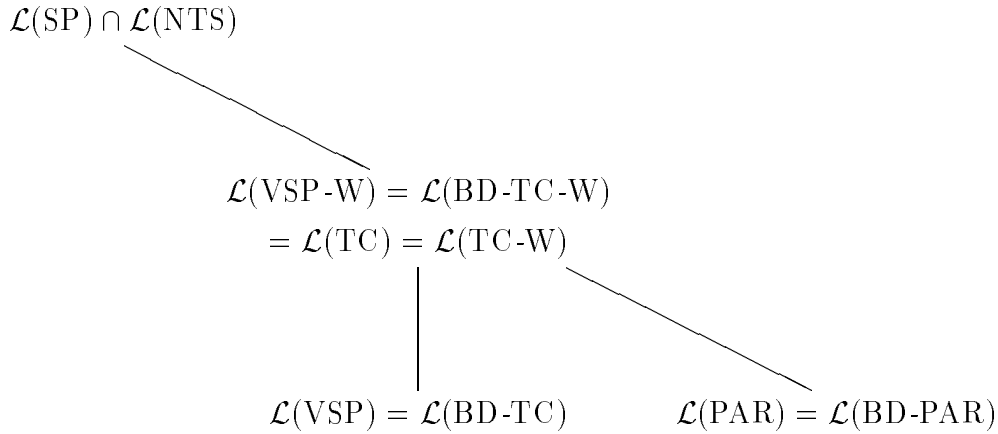 ℒ(SP) ∩ ℒ(NTS)
ℒ(VSP-W) = ℒ(BD-TC-W)
= ℒ(TC) = ℒ(TC-W)
ℒ(VSP) = ℒ(BD-TC) ℒ(PAR) = ℒ(BD-PAR)